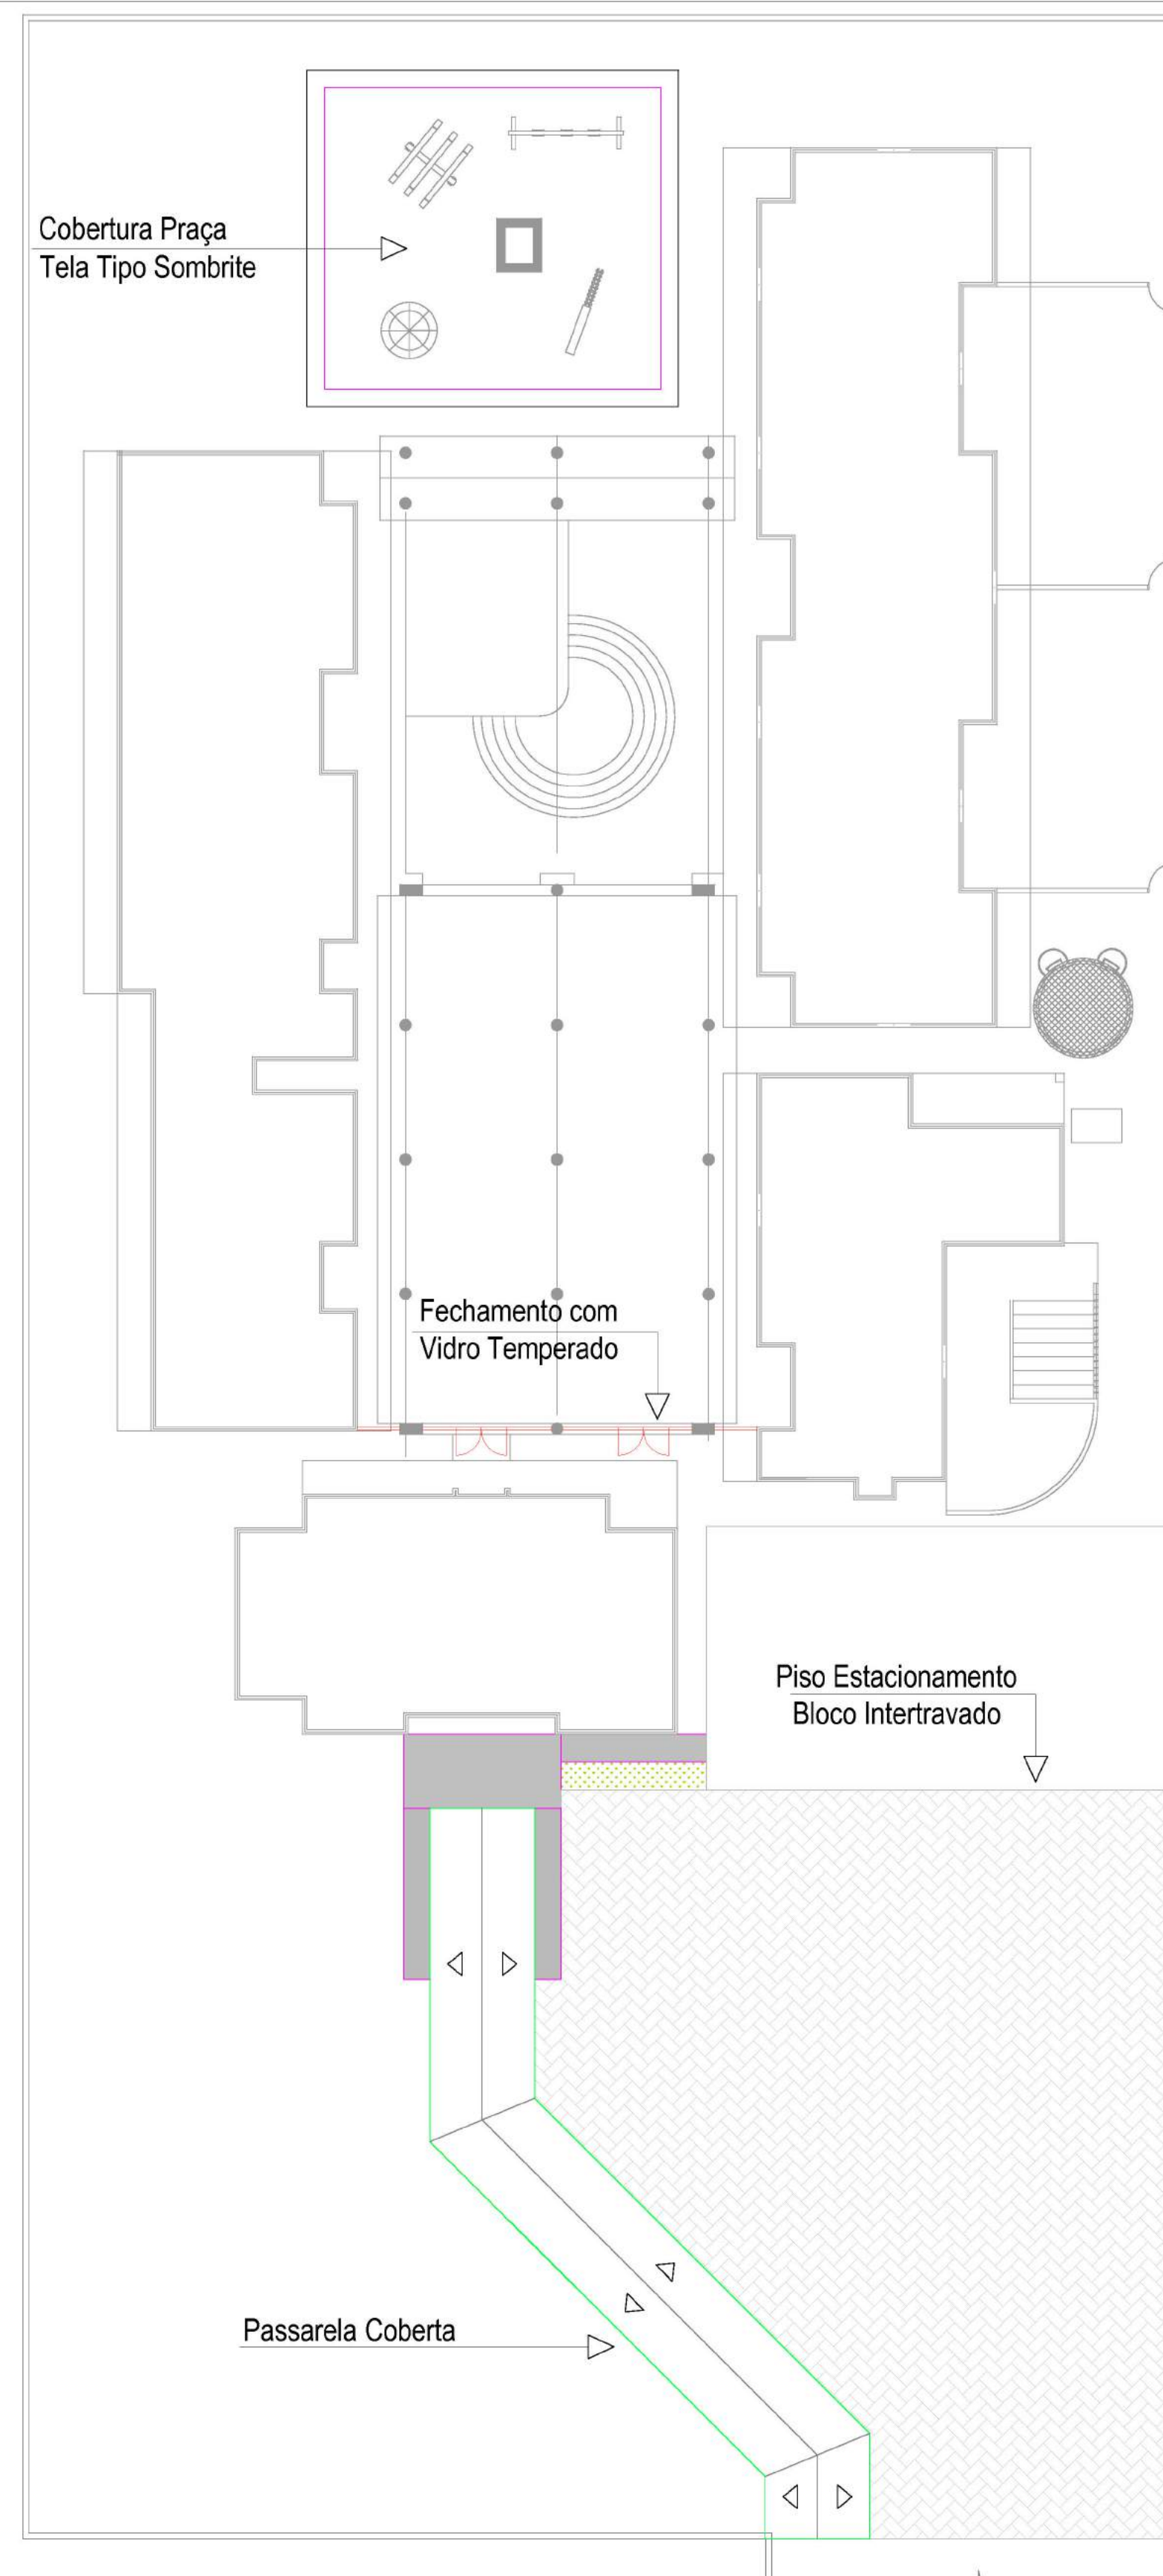 Cobertura Praça
Tela Tipo Sombrite
Fechamento com
Vidro Temperado
Piso Estacionamento
Bloco Intertravado
Passarela Coberta